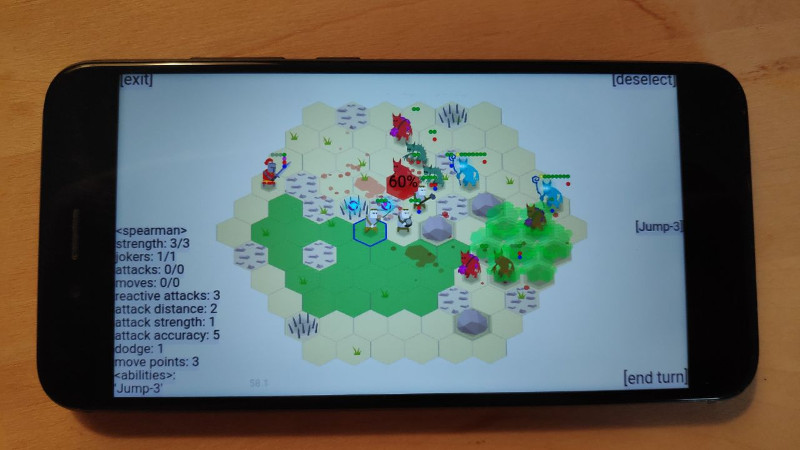 [exit]
[deselect]
60%
<spearman>
strength: 3/3
jokers: 1/1
attacks: 0/0
moves: 0/0
reactive attacks: 3
attack distance: 2
attack strength: 1
attack accuracy: 5
dodge: 1
move points: 3
<abilities>:
'Jump-3'
[Jump-3]
[end turn]